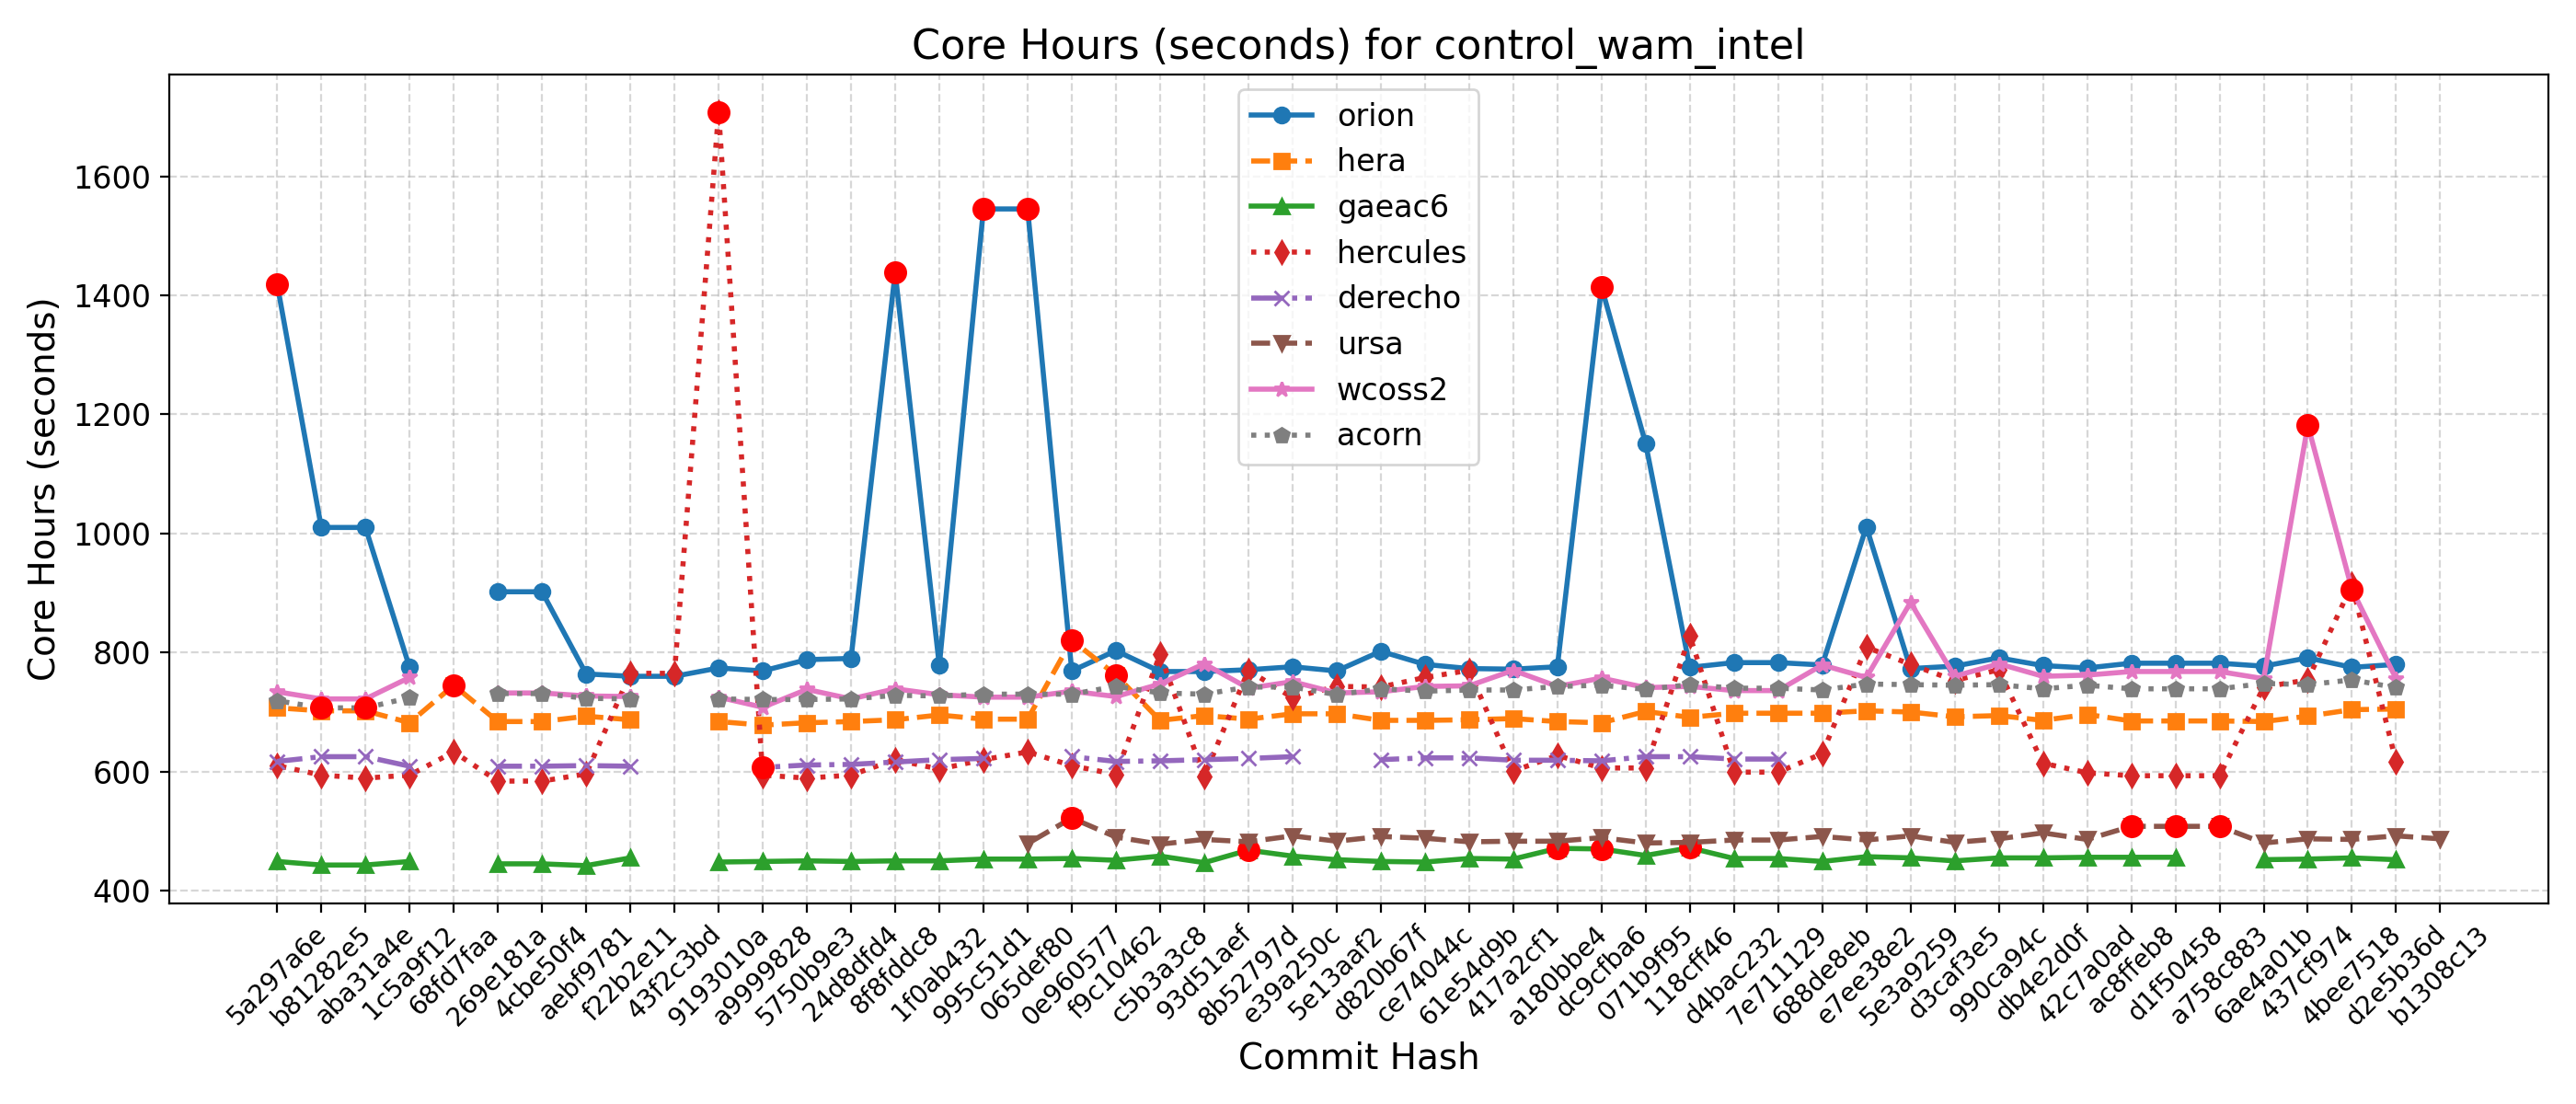 Core Hours (seconds) for control_wam_intel
Core Hours (seconds)
1600
1400
1200
1000
800
600
400
orion
hera
gaeac6
hercules
derecho
ursa
wcoss2
acorn
5a297a6e
b81282e5
aba31a4e
1c5a9f12
68fd7faa
269e181a
4cbe50f4
aebf9781
f22b2e11
43f2c3bd
9193010a
a9999828
5750b9e3
24d8dfd4
8f8fddc8
1f0ab432
995c51d1
065def80
0e960577
f9c10462
c5b3a3c8
93d51aef
8b52797d
e39a250c
5e13aaf2
d820b67f
ce74044c
61e54d9b
417a2cf1
a180bbe4
dc9cfba6
071b9f95
118cff46
d4bac232
7e711129
688de8eb
e7ee38e2
5e3a9259
d3caf3e5
990ca94c
db4e2d0f
42c7a0ad
ac8ffeb8
d1f50458
a758c883
6ae4a01b
437cf974
4bee7518
d2e5b36d
b1308c13
Commit Hash